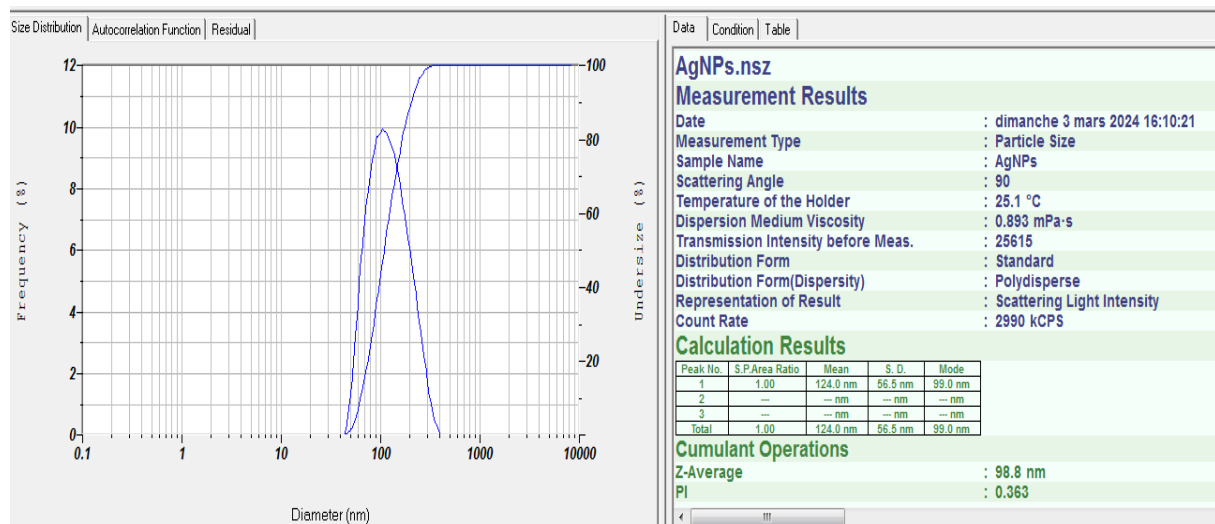 Size Distribution Autocorrelation Function Residual
12
10
8
6
4
2
0
Frequency (%)
100
80
60
40
20
Undersize (%)
0.1 1 10 100 1000 10000
Diameter (nm)
Data Condition Table
AgNPs.nsz
Measurement Results
Date : dimanche 3 mars 2024 16:10:21
Measurement Type : Particle Size
Sample Name : AgNPs
Scattering Angle : 90
Temperature of the Holder : 25.1 °C
Dispersion Medium Viscosity : 0.893 mPa·s
Transmission Intensity before Meas. : 25615
Distribution Form : Standard
Distribution Form(Dispersity) : Polydisperse
Representation of Result : Scattering Light Intensity
Count Rate : 2990 kCPS
Calculation Results
Peak No. S.P.Area Ratio Mean S. D. Mode
1 1.00 124.0 nm 56.5 nm 99.0 nm
2 --- --- nm --- nm --- nm
3 --- --- nm --- nm --- nm
Total 1.00 124.0 nm 56.5 nm 99.0 nm
Cumulant Operations
Z-Average : 98.8 nm
PI : 0.363